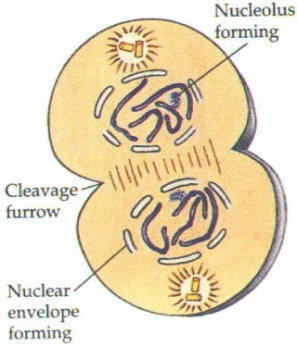 Nucleolus
forming
Cleavage
furrow
Nuclear
envelope
forming